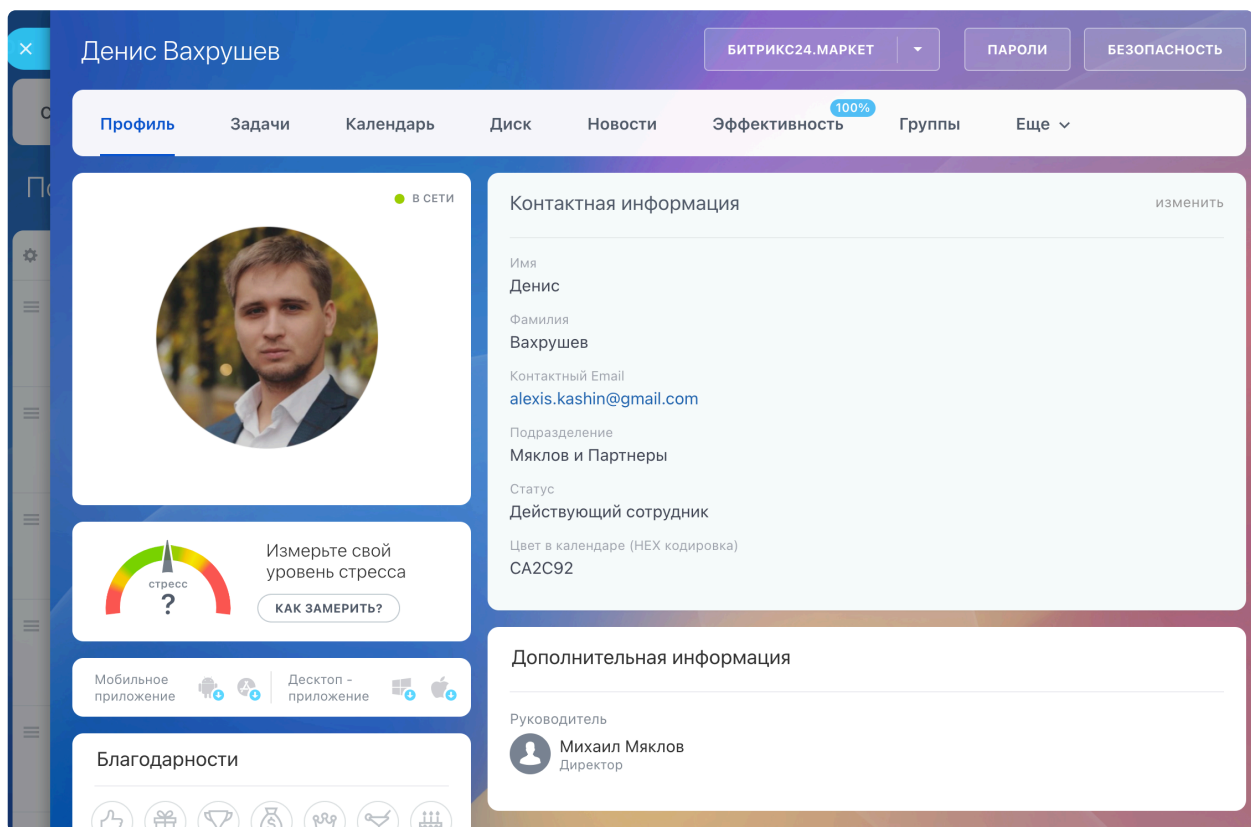 Денис Вахрушев
БИТРИКС24.МАРКЕТ
ПАРОЛИ
БЕЗОПАСНОСТЬ
Профиль
Задачи
Календарь
Диск
Новости
Эффективность
100%
Группы
Еще
В СЕТИ
Измерьте свой
уровень стресса
стресс
?
КАК ЗАМЕРИТЬ?
Мобильное
приложение
Десктоп -
приложение
Благодарности
Контактная информация
изменить
Имя
Денис
Фамилия
Вахрушев
Контактный Email
alexis.kashin@gmail.com
Подразделение
Мяклов и Партнеры
Статус
Действующий сотрудник
Цвет в календаре (HEX кодировка)
CA2C92
Дополнительная информация
Руководитель
Михаил Мяклов
Директор